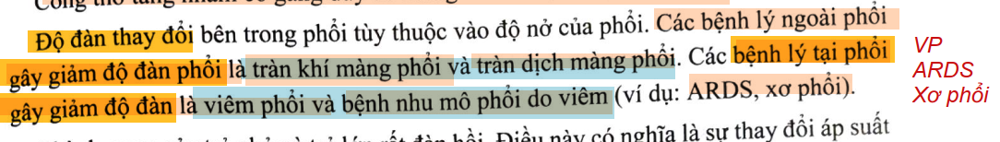 Độ đàn thay đổi bên trong phổi tùy thuộc vào độ nở của phổi. Các bệnh lý ngoài phổi
gây giảm độ đàn phổi là tràn khí màng phổi và tràn dịch màng phổi. Các bệnh lý tại phổi
gây giảm độ đàn là viêm phổi và bệnh nhu mô phổi do viêm (ví dụ: ARDS, xơ phổi).
VP
ARDS
Xơ phổi
đàn hồi. Điều này có nghĩa là sự thay đổi áp suất